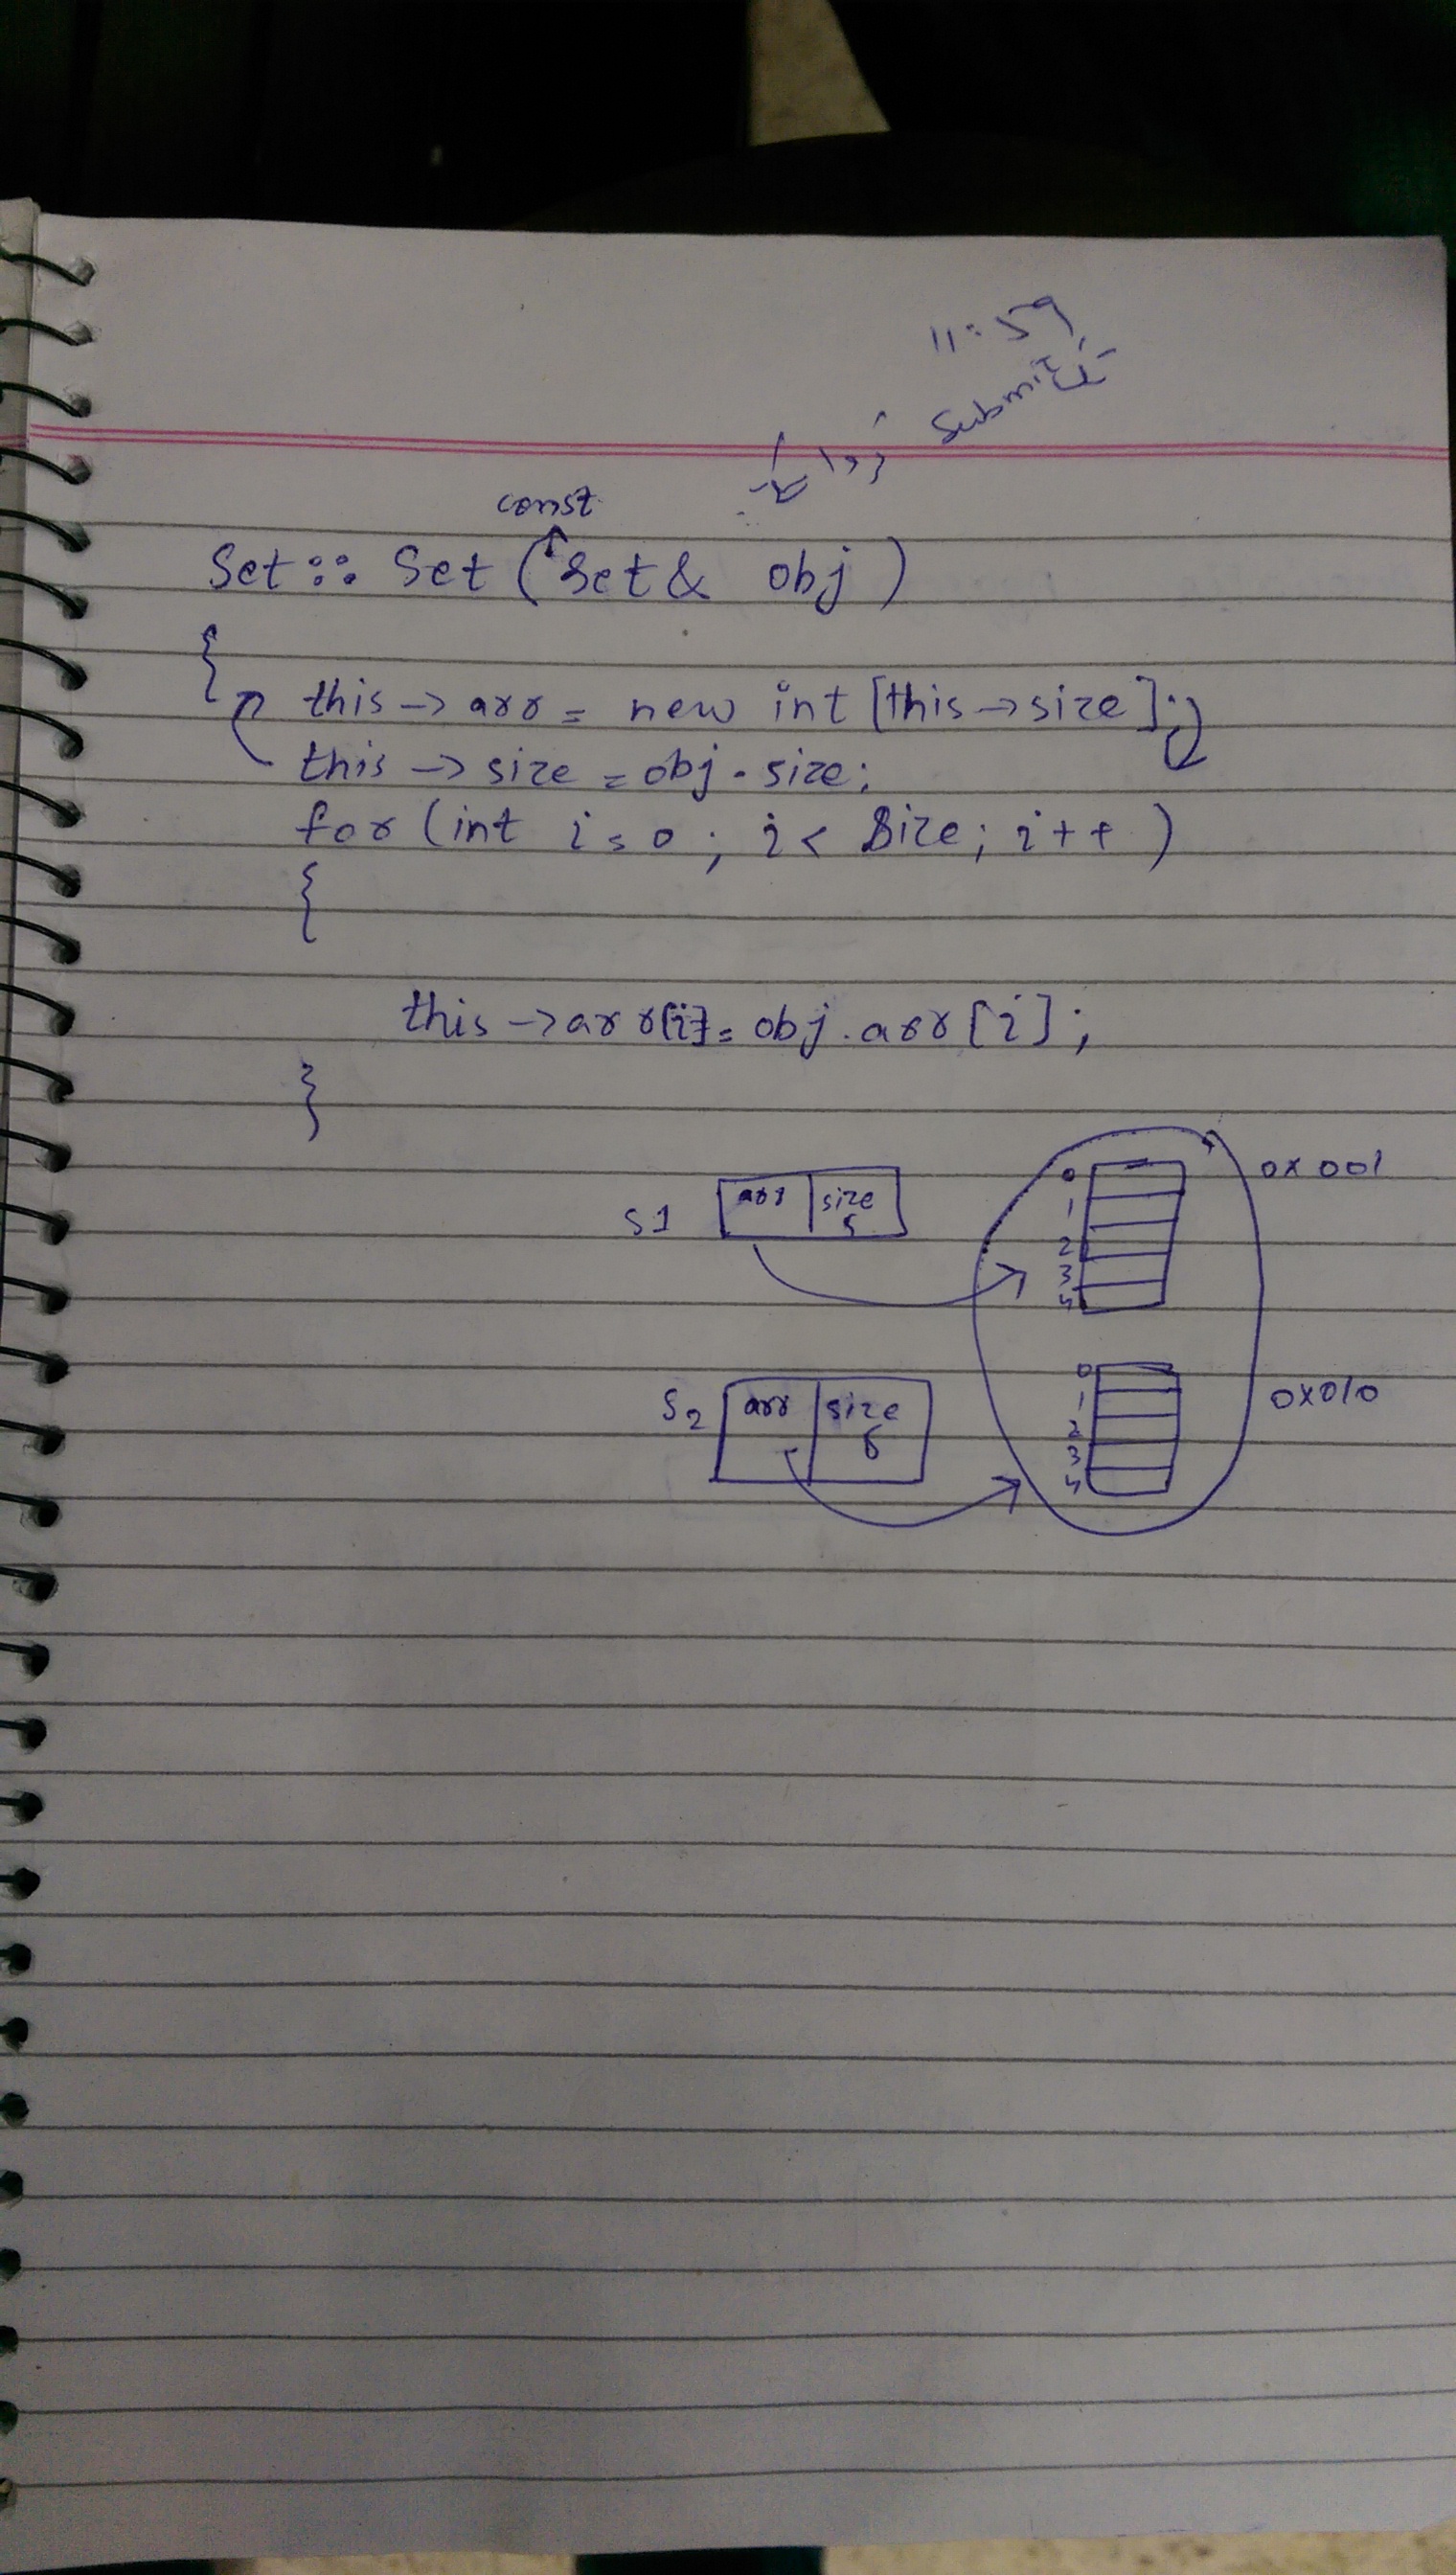 11:59
Submit
const
Set :: Set ( Set & obj )
{
this -> arr = new int [this -> size];
this -> size = obj . size;
for (int i = 0 ; i < Size; i++ )
{
this -> arr[i] = obj . arr [i];
}
S1 arr size 5
0 1 2 3 4
0x001
S2 arr size
0 1 2 3 4
0x010